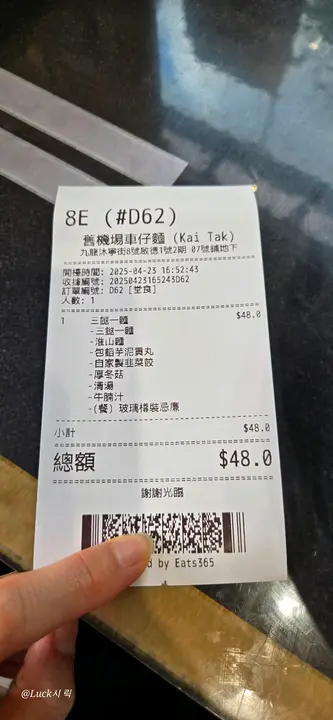 8E (#D62)
舊機場車仔麵 (Kai Tak)
九龍沐寧街8號啟德1號2期 07號舖地下
開檯時間: 2025-04-23 16:52:43
收據編號: 20250423165243D62
訂單編號: D62 [堂食]
人數: 1
1 三餸一麵 $48.0
-三餸一麵
-淮山麵
-包餡芋泥貢丸
-自家製韭菜餃
-厚冬菇
-清湯
-牛腩汁
-(餐) 玻璃樽裝忌廉
小計 $48.0
總額 $48.0
謝謝光臨
d by Eats365
@Luck시럭